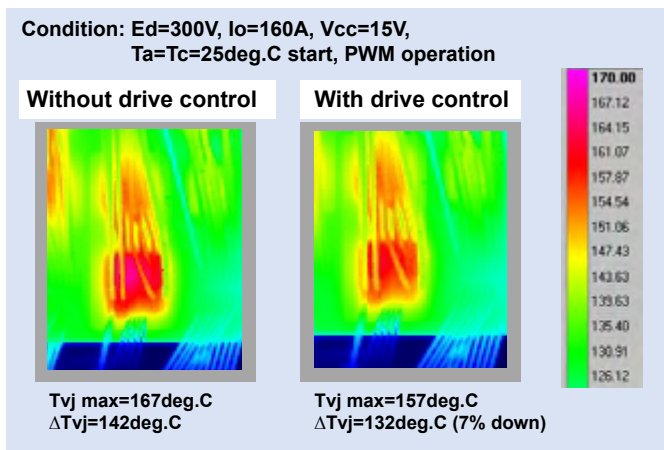 Condition: Ed=300V, Io=160A, Vcc=15V,
Ta=Tc=25deg.C start, PWM operation
Without drive control
With drive control
170.00
167.12
164.15
161.07
157.87
154.54
151.06
147.43
143.63
139.63
135.40
130.91
126.12
Tvj max=167deg.C
∆Tvj=142deg.C
Tvj max=157deg.C
∆Tvj=132deg.C (7% down)